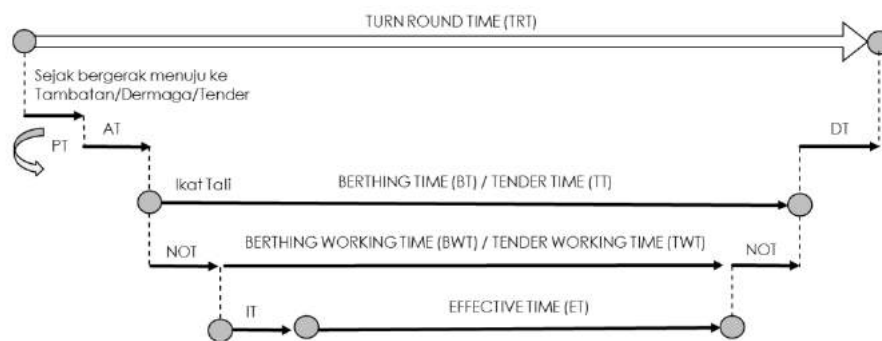 TURN ROUND TIME (TRT)
Sejak bergerak menuju ke
Tambatan/Dermaga/Tender
PT
AT
DT
Ikat Tali
BERTHING TIME (BT) / TENDER TIME (TT)
NOT
BERTHING WORKING TIME (BWT) / TENDER WORKING TIME (TWT)
NOT
IT
EFFECTIVE TIME (ET)